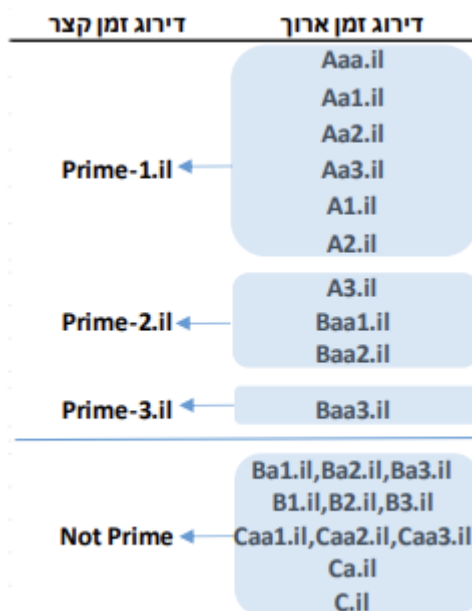 דירוג זמן ארוך דירוג זמן קצר
Aaa.il
Aa1.il
Aa2.il
Aa3.il
Prime-1.il
A1.il
A2.il
A3.il
Baa1.il
Prime-2.il
Baa2.il
Baa3.il
Prime-3.il
Ba1.il,Ba2.il,Ba3.il
B1.il,B2.il,B3.il
Caa1.il,Caa2.il,Caa3.il
Not Prime
Ca.il
C.il